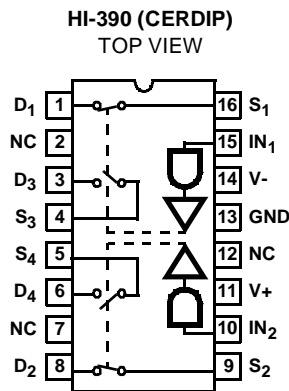 HI-390 (CERDIP)
TOP VIEW
D1 1 16 S1
NC 2 15 IN1
D3 3 14 V-
S3 4 13 GND
S4 5 12 NC
D4 6 11 V+
NC 7 10 IN2
D2 8 9 S2